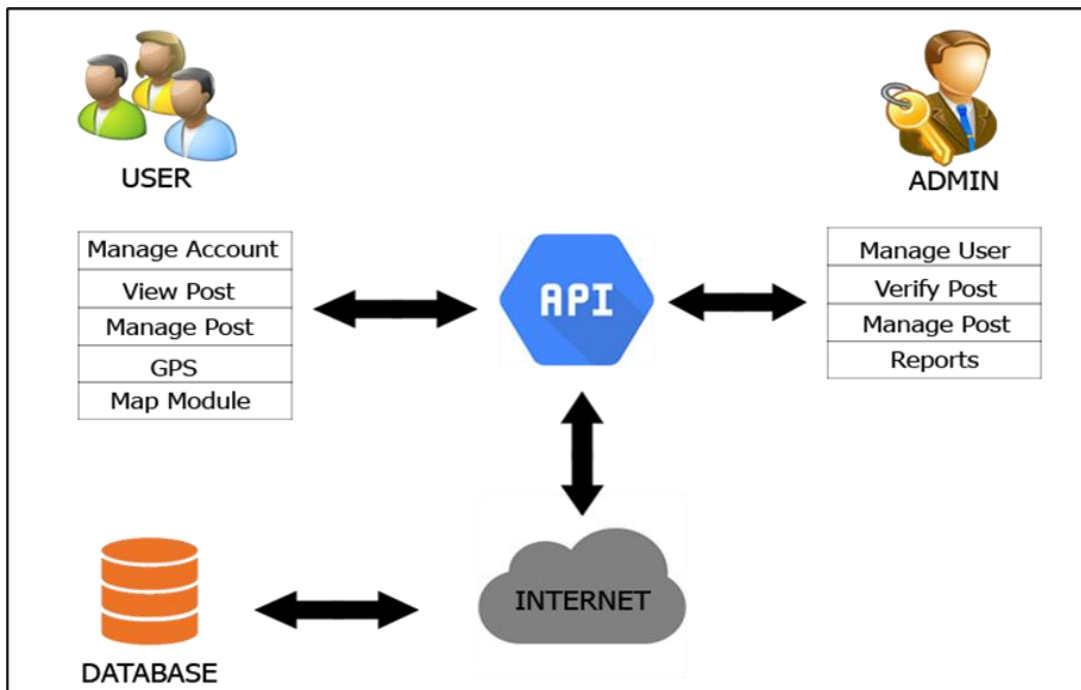 USER
ADMIN
Manage Account
View Post
Manage Post
GPS
Map Module
API
Manage User
Verify Post
Manage Post
Reports
INTERNET
DATABASE